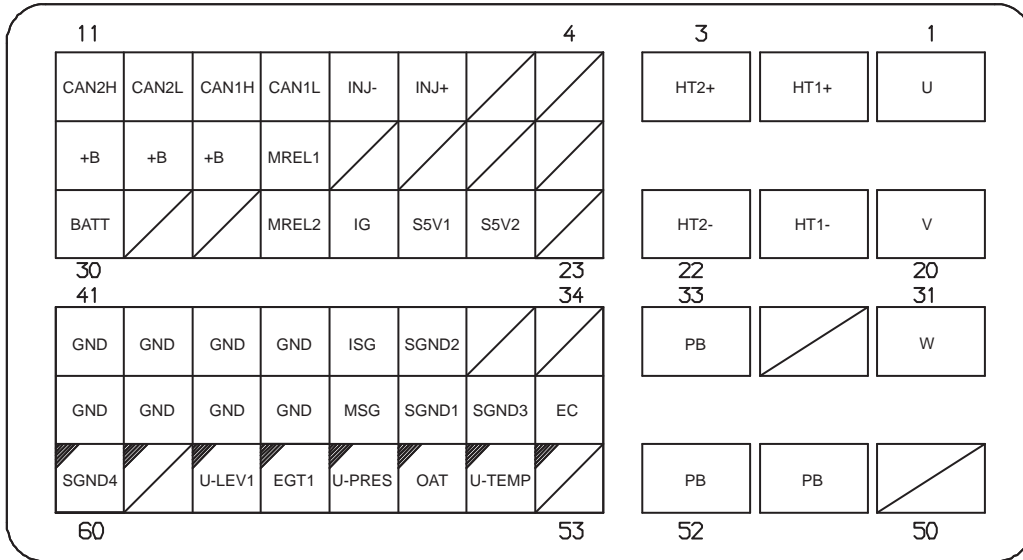 11 4 3 1
CAN2H CAN2L CAN1H CAN1L INJ- INJ+ HT2+ HT1+ U
+B +B +B MREL1
BATT MREL2 IG S5V1 S5V2 HT2- HT1- V
30 23 22 20
41 34 33 31
GND GND GND GND ISG SGND2 PB W
GND GND GND GND MSG SGND1 SGND3 EC
SGND4 U-LEV1 EGT1 U-PRES OAT U-TEMP PB PB
60 53 52 50